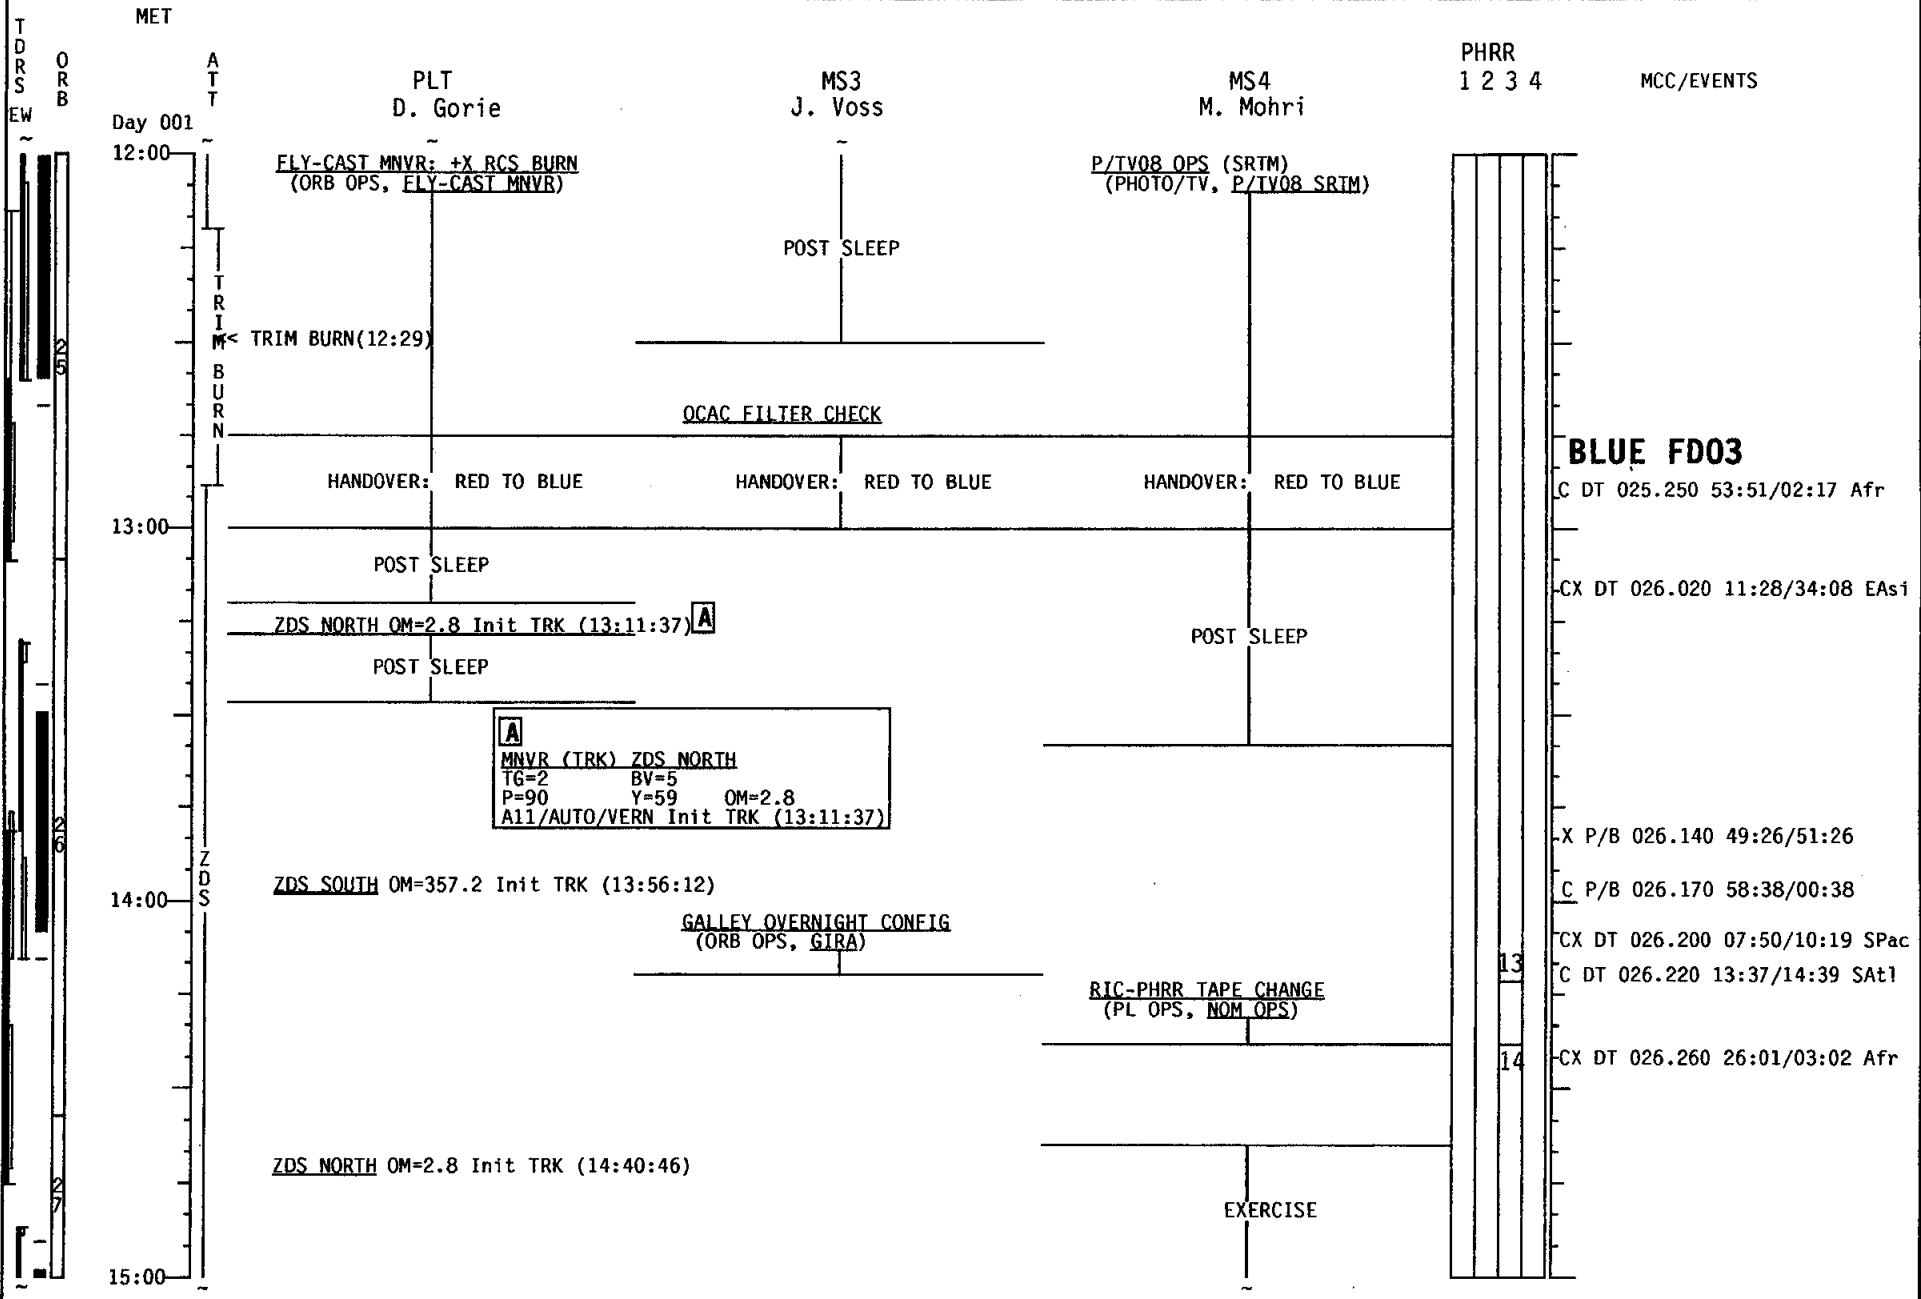 MET
TDRS
EW
ORB
ATT
PLT
D. Gorie
MS3
J. Voss
MS4
M. Mohri
PHRR
1 2 3 4
MCC/EVENTS
Day 001
12:00
FLY-CAST MNVR: +X RCS BURN
(ORB OPS, FLY-CAST MNVR)
P/TV08 OPS (SRTM)
(PHOTO/TV, P/TV08 SRTM)
POST SLEEP
TRIM BURN
<< TRIM BURN(12:29)
25
OCAC FILTER CHECK
BLUE FD03
HANDOVER: RED TO BLUE
HANDOVER: RED TO BLUE
HANDOVER: RED TO BLUE
C DT 025.250 53:51/02:17 Afr
13:00
POST SLEEP
CX DT 026.020 11:28/34:08 EAsi
ZDS NORTH OM=2.8 Init TRK (13:11:37) A
POST SLEEP
POST SLEEP
A
MNVR (TRK) ZDS NORTH
TG=2 BV=5
P=90 Y=59 OM=2.8
All/AUTO/VERN Init TRK (13:11:37)
26
X P/B 026.140 49:26/51:26
ZDS
ZDS SOUTH OM=357.2 Init TRK (13:56:12)
C P/B 026.170 58:38/00:38
14:00
GALLEY OVERNIGHT CONFIG
(ORB OPS, GIRA)
CX DT 026.200 07:50/10:19 SPac
13
C DT 026.220 13:37/14:39 SAtl
RIC-PHRR TAPE CHANGE
(PL OPS, NOM OPS)
14
CX DT 026.260 26:01/03:02 Afr
ZDS NORTH OM=2.8 Init TRK (14:40:46)
27
EXERCISE
15:00